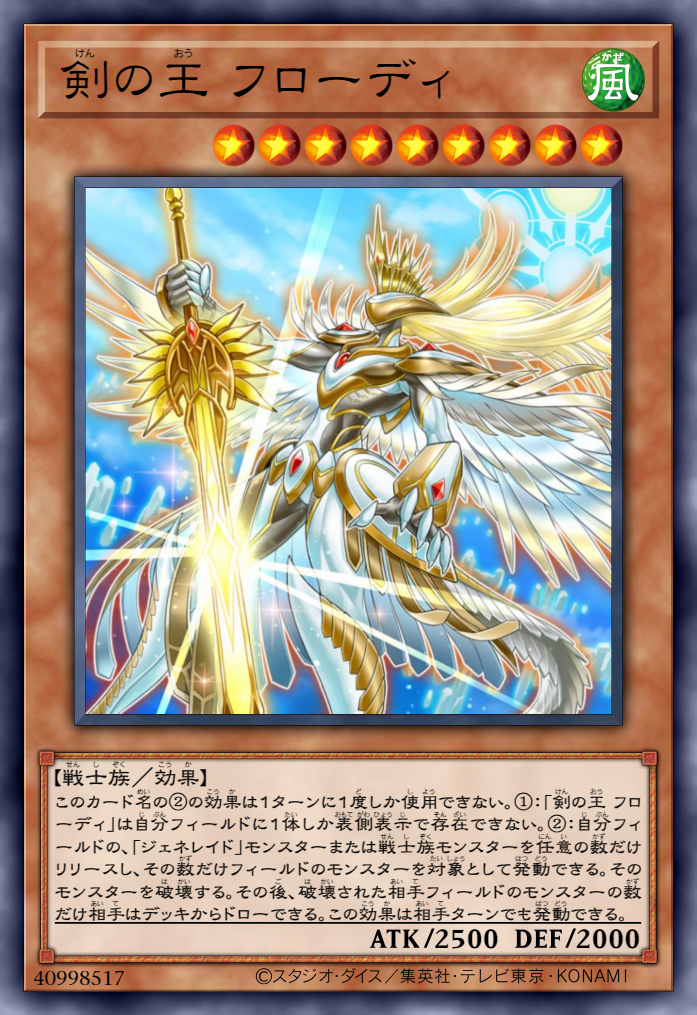 剣の王 フローディ
風
【戦士族／効果】
このカード名の②の効果は１ターンに１度しか使用できない。①：「剣の王 フロ
ーディ」は自分フィールドに１体しか表側表示で存在できない。②：自分フィ
ールドの、「ジェネレイド」モンスターまたは戦士族モンスターを任意の数だけ
リリースし、その数だけフィールドのモンスターを対象として発動できる。その
モンスターを破壊する。その後、破壊された相手フィールドのモンスターの数
だけ相手はデッキからドローできる。この効果は相手ターンでも発動できる。
ATK/2500 DEF/2000
40998517 ©スタジオ・ダイス／集英社・テレビ東京・KONAMI